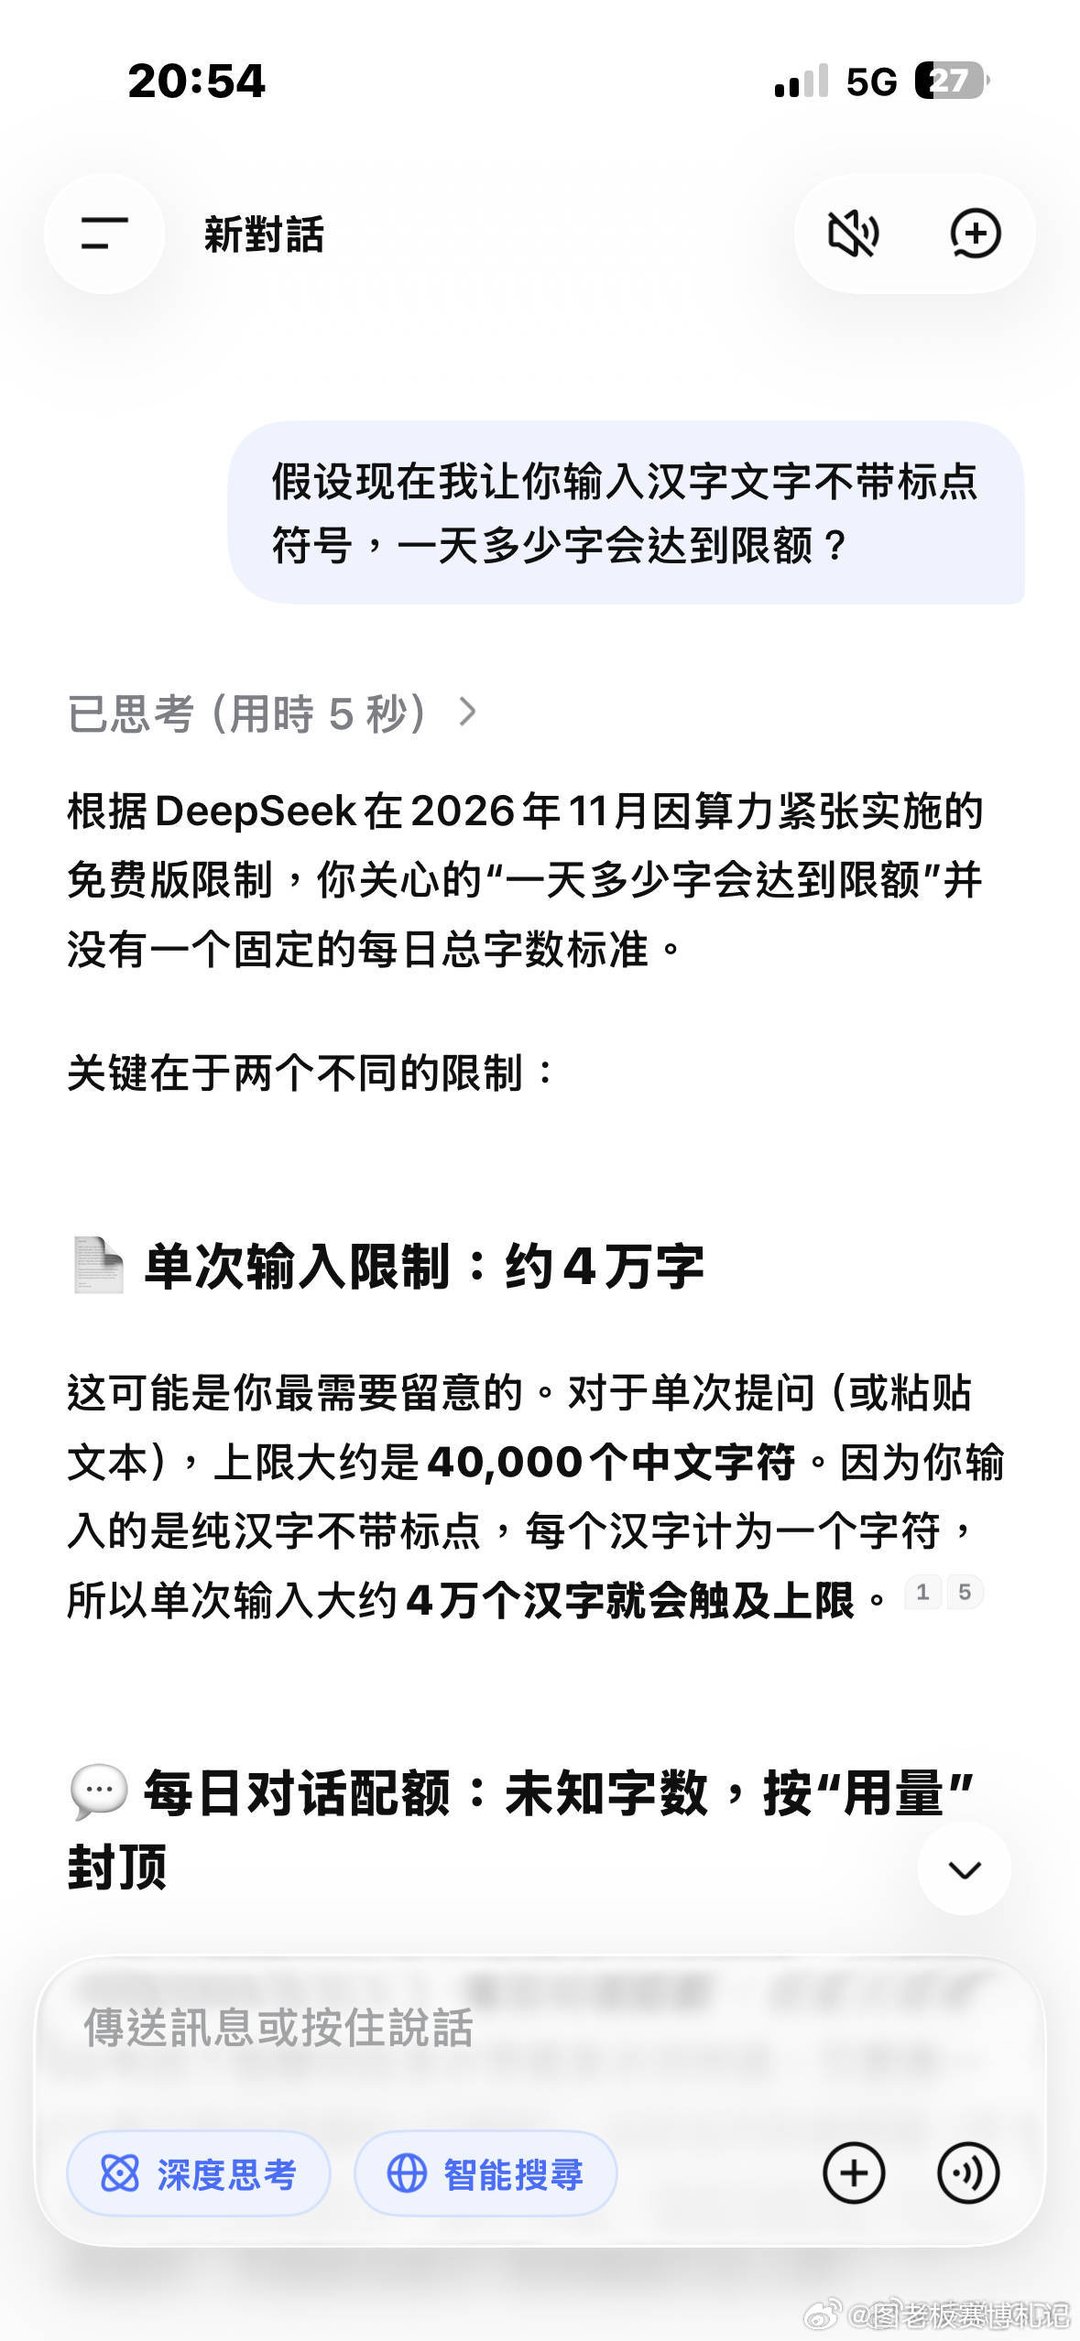 20:54
5G 27
新對話
假设现在我让你输入汉字文字不带标点
符号，一天多少字会达到限额？
已思考（用時 5 秒）
根据DeepSeek在2026年11月因算力紧张实施的
免费版限制，你关心的“一天多少字会达到限额”并
没有一个固定的每日总字数标准。
关键在于两个不同的限制：
单次输入限制：约4万字
这可能是你最需要留意的。对于单次提问（或粘贴
文本），上限大约是40,000个中文字符。因为你输
入的是纯汉字不带标点，每个汉字计为一个字符，
所以单次输入大约4万个汉字就会触及上限。 1 5
每日对话配额：未知字数，按“用量”
封顶
傳送訊息或按住說話
深度思考 智能搜尋
@图老板赛博札记